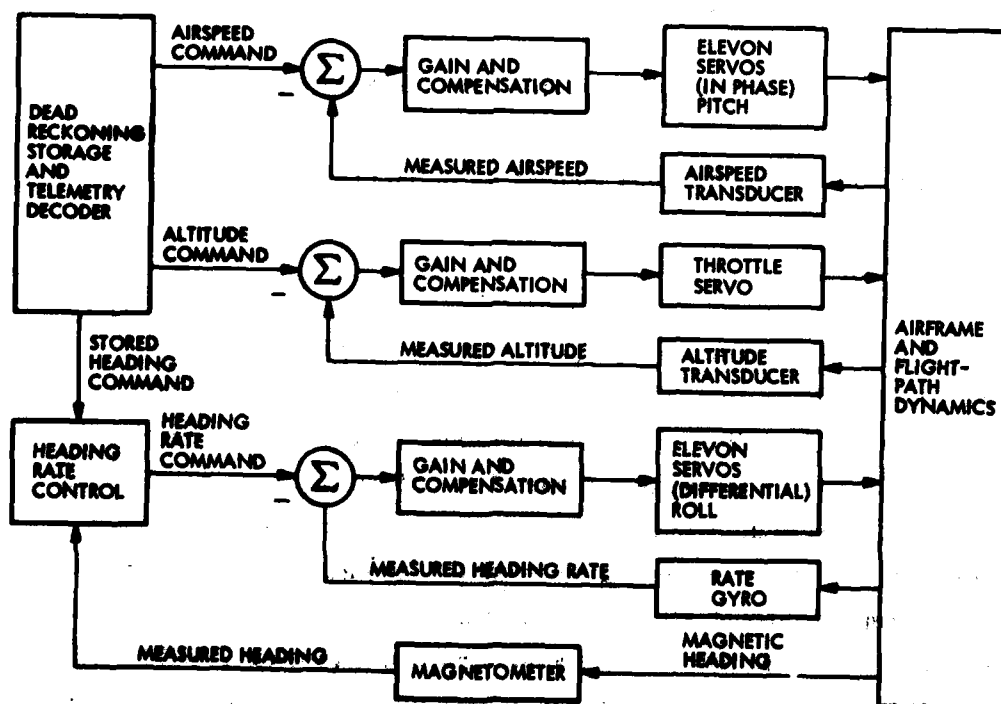 AIRSPEED
COMMAND
Σ
−
GAIN AND
COMPENSATION
ELEVON
SERVOS
(IN PHASE)
PITCH
DEAD
RECKONING
STORAGE
AND
TELEMETRY
DECODER
MEASURED AIRSPEED
AIRSPEED
TRANSDUCER
ALTITUDE
COMMAND
Σ
−
GAIN AND
COMPENSATION
THROTTLE
SERVO
STORED
HEADING
COMMAND
MEASURED ALTITUDE
ALTITUDE
TRANSDUCER
AIRFRAME
AND
FLIGHT-
PATH
DYNAMICS
HEADING
RATE
CONTROL
HEADING
RATE
COMMAND
Σ
−
GAIN AND
COMPENSATION
ELEVON
SERVOS
(DIFFERENTIAL)
ROLL
MEASURED HEADING RATE
RATE
GYRO
MEASURED HEADING
MAGNETOMETER
MAGNETIC
HEADING